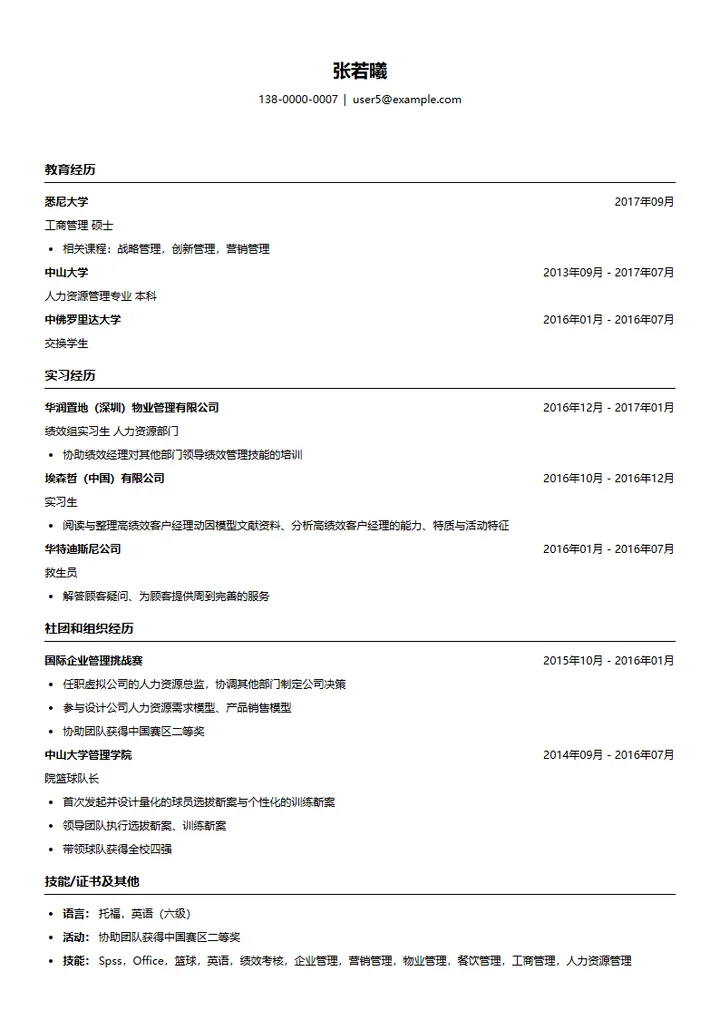 张若曦
138-0000-0007 | user5@example.com
教育经历
悉尼大学 2017年09月
工商管理 硕士
• 相关课程：战略管理，创新管理，营销管理
中山大学 2013年09月 - 2017年07月
人力资源管理专业 本科
中佛罗里达大学 2016年01月 - 2016年07月
交换学生
实习经历
华润置地（深圳）物业管理有限公司 2016年12月 - 2017年01月
绩效组实习生 人力资源部门
• 协助绩效经理对其他部门领导绩效管理技能的培训
埃森哲（中国）有限公司 2016年10月 - 2016年12月
实习生
• 阅读与整理高绩效客户经理动因模型文献资料、分析高绩效客户经理的能力、特质与活动特征
华特迪斯尼公司 2016年01月 - 2016年07月
救生员
• 解答顾客疑问、为顾客提供周到完善的服务
社团和组织经历
国际企业管理挑战赛 2015年10月 - 2016年01月
• 任职虚拟公司的人力资源总监，协调其他部门制定公司决策
• 参与设计公司人力资源需求模型、产品销售模型
• 协助团队获得中国赛区二等奖
中山大学管理学院 2014年09月 - 2016年07月
院篮球队长
• 首次发起并设计量化的球员选拔斱案与个性化的训练斱案
• 领导团队执行选拔斱案、训练斱案
• 带领球队获得全校四强
技能/证书及其他
• 语言： 托福，英语（六级）
• 活动： 协助团队获得中国赛区二等奖
• 技能： Spss，Office，篮球，英语，绩效考核，企业管理，营销管理，物业管理，餐饮管理，工商管理，人力资源管理